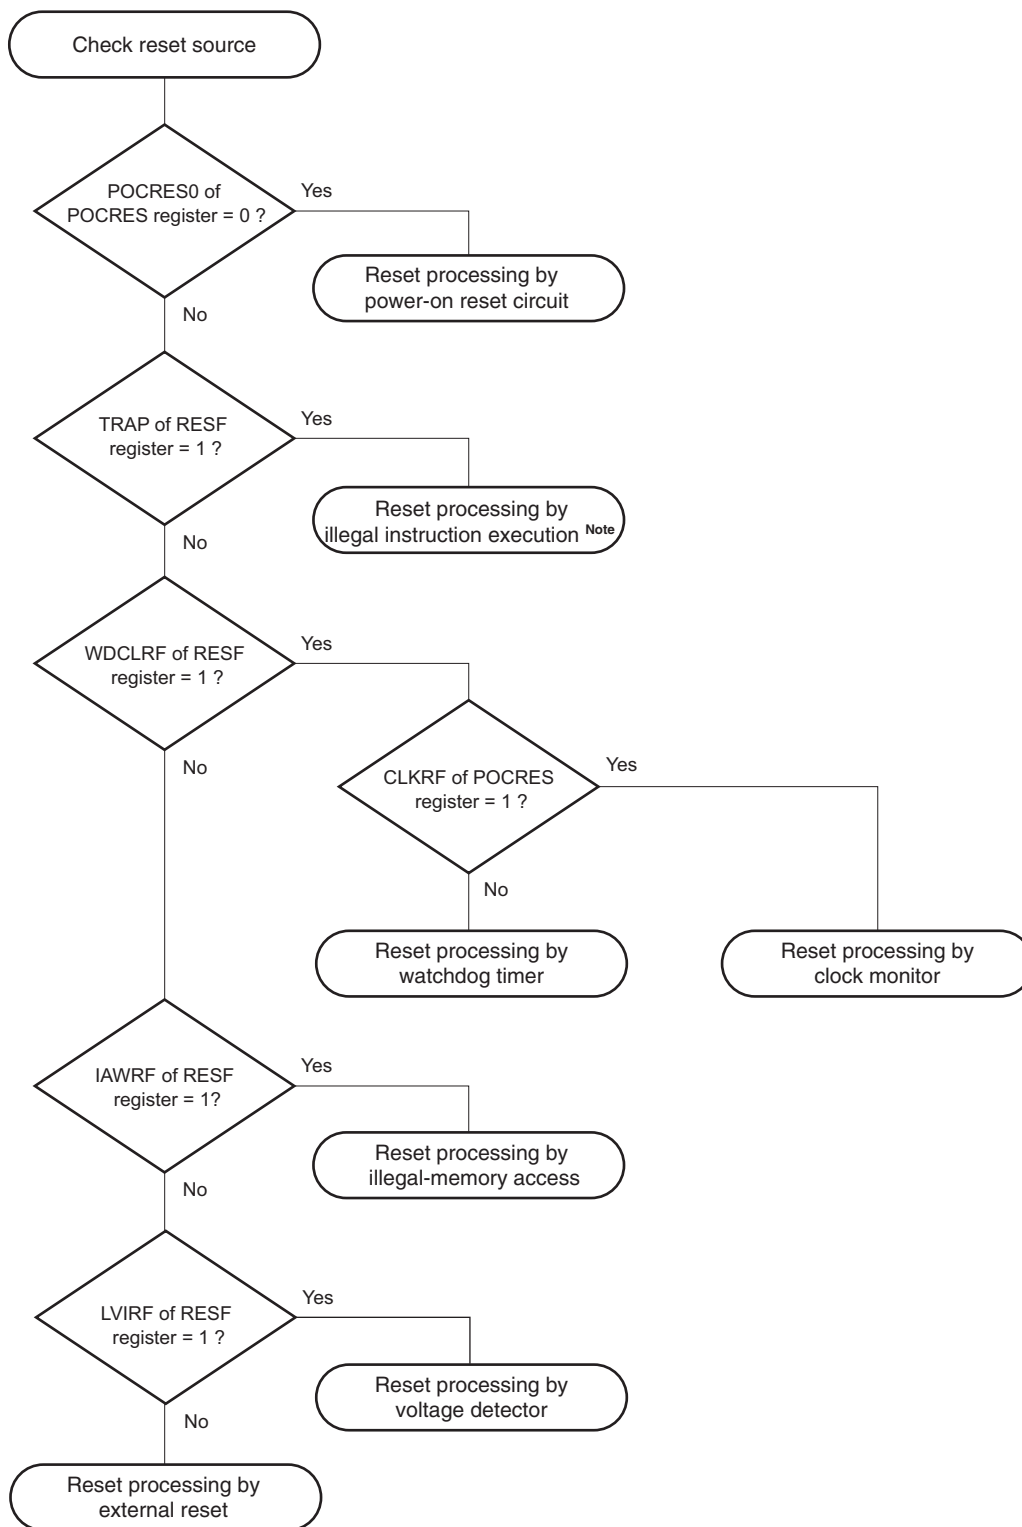 Check reset source
POCRES0 of
POCRES register = 0 ?
Yes
Reset processing by
power-on reset circuit
No
TRAP of RESF
register = 1 ?
Yes
Reset processing by
illegal instruction execution Note
No
WDCLRF of RESF
register = 1 ?
Yes
CLKRF of POCRES
register = 1 ?
Yes
No
No
Reset processing by
watchdog timer
Reset processing by
clock monitor
IAWRF of RESF
register = 1?
Yes
Reset processing by
illegal-memory access
No
LVIRF of RESF
register = 1 ?
Yes
Reset processing by
voltage detector
No
Reset processing by
external reset